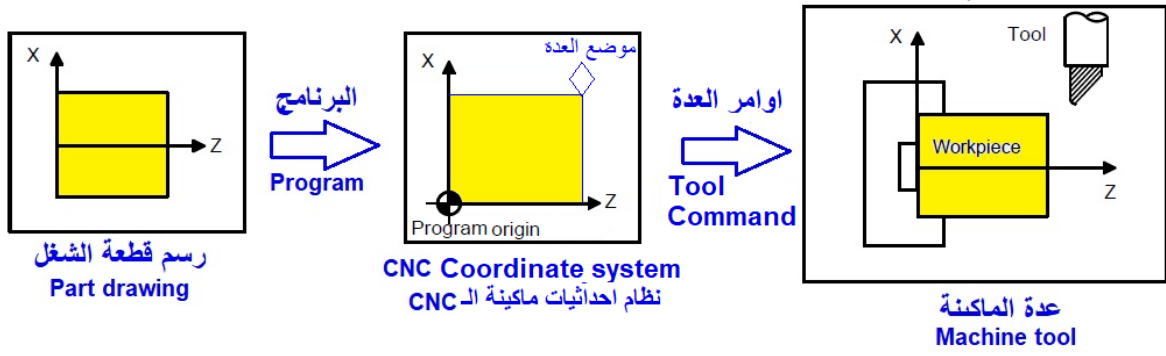 X
Z
رسم قطعة الشغل
Part drawing
البرنامج
Program
موضع العدة
X
Z
Program origin
CNC Coordinate system
نظام احداثيات ماكينة الـ CNC
اوامر العدة
Tool
Command
X
Tool
Workpiece
Z
عدة الماكينة
Machine tool